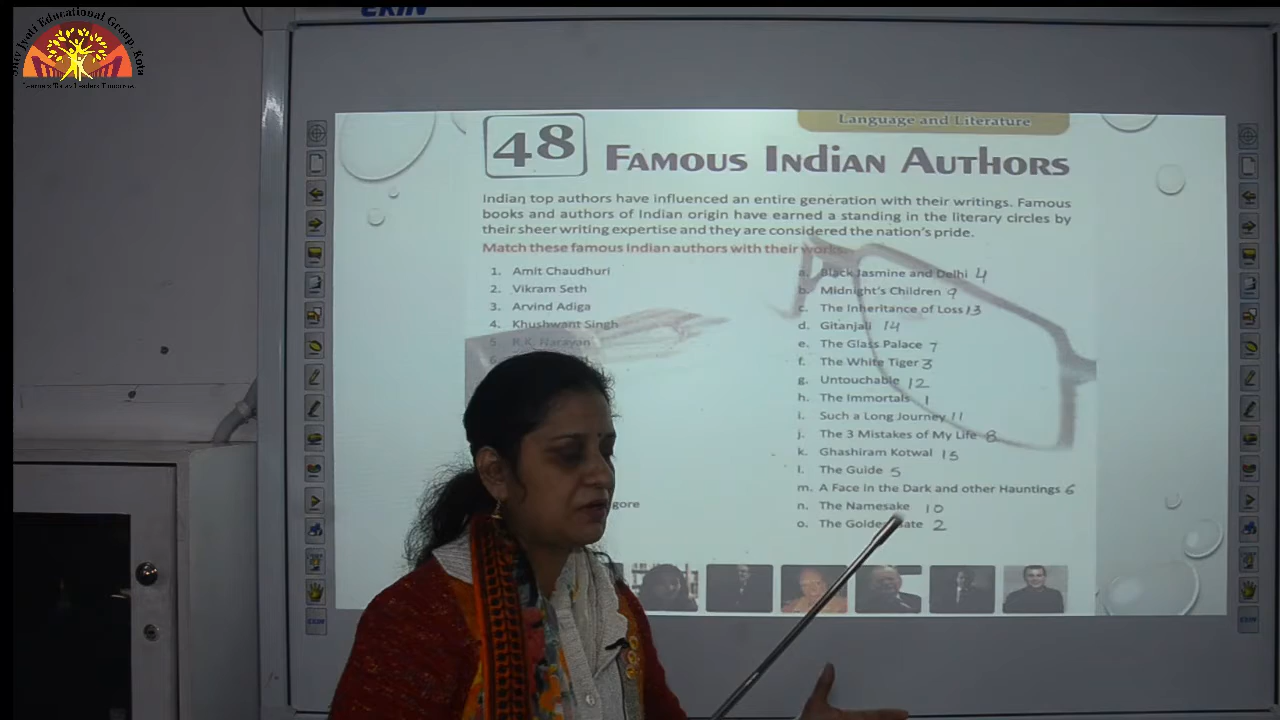 Shiv Jyoti Educational Group, Kota
48
Language and Literature
FAMOUS INDIAN AUTHORS
Indian top authors have influenced an entire generation with their writings. Famous
books and authors of Indian origin have earned a standing in the literary circles by
their sheer writing expertise and they are considered the nation's pride.
Match these famous Indian authors with their works.
1. Amit Chaudhuri
2. Vikram Seth
3. Arvind Adiga
4. Khushwant Singh
5. R.K. Narayan
gore
a. Black Jasmine and Delhi 4
b. Midnight's Children 9
c. The Inheritance of Loss 13
d. Gitanjali 14
e. The Glass Palace 7
f. The White Tiger 3
g. Untouchable 12
h. The Immortals 1
i. Such a Long Journey 11
j. The 3 Mistakes of My Life 8
k. Ghashiram Kotwal 15
l. The Guide 5
m. A Face in the Dark and other Hauntings 6
n. The Namesake 10
o. The Golden Gate 2